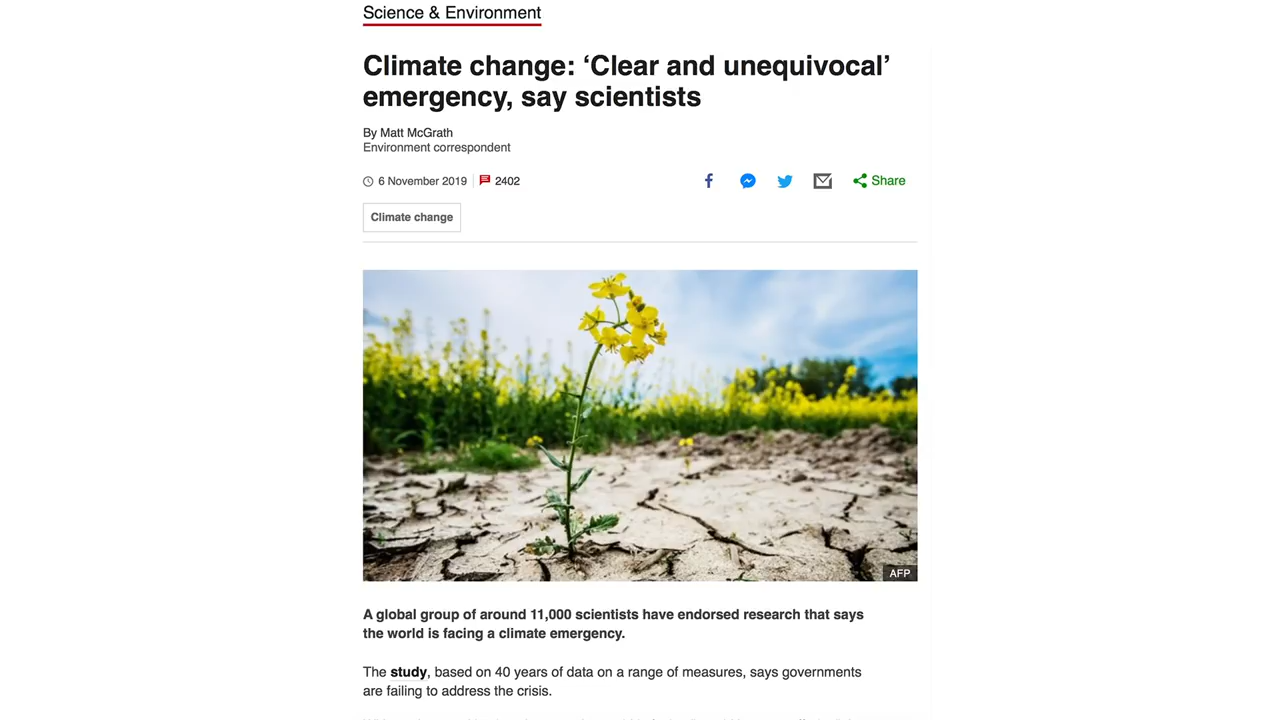 Science & Environment
Climate change: ‘Clear and unequivocal’
emergency, say scientists
By Matt McGrath
Environment correspondent
6 November 2019 2402
Share
Climate change
AFP
A global group of around 11,000 scientists have endorsed research that says
the world is facing a climate emergency.
The study, based on 40 years of data on a range of measures, says governments
are failing to address the crisis.